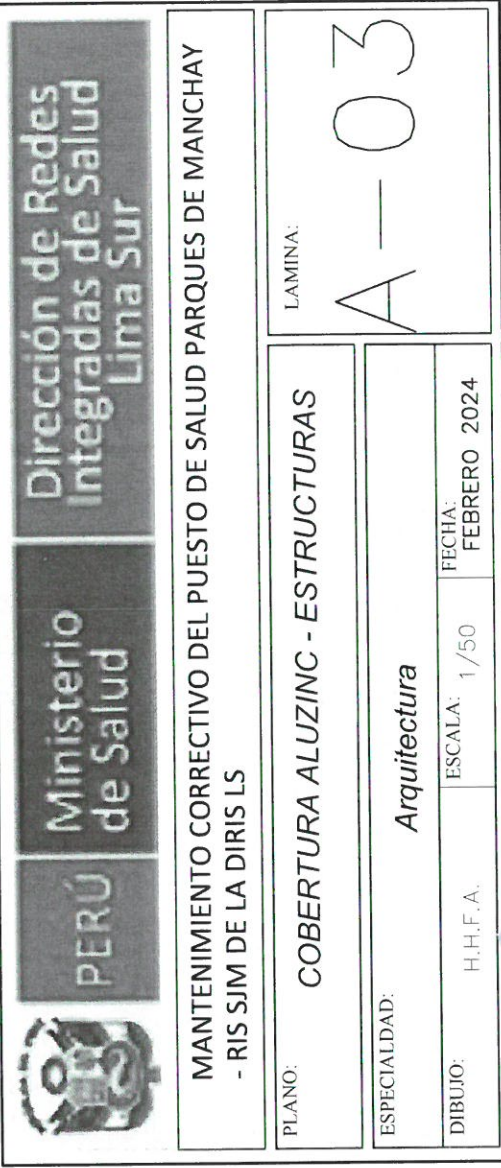 PERÚ
Ministerio
de Salud
Dirección de Redes
Integradas de Salud
Lima Sur
MANTENIMIENTO CORRECTIVO DEL PUESTO DE SALUD PARQUES DE MANCHAY
- RIS SJM DE LA DIRIS LS
PLANO:
COBERTURA ALUZINC - ESTRUCTURAS
LAMINA:
A-03
ESPECIALDAD:
Arquitectura
DIBUJO:
H.H.F.A.
ESCALA: 1/50
FECHA:
FEBRERO 2024